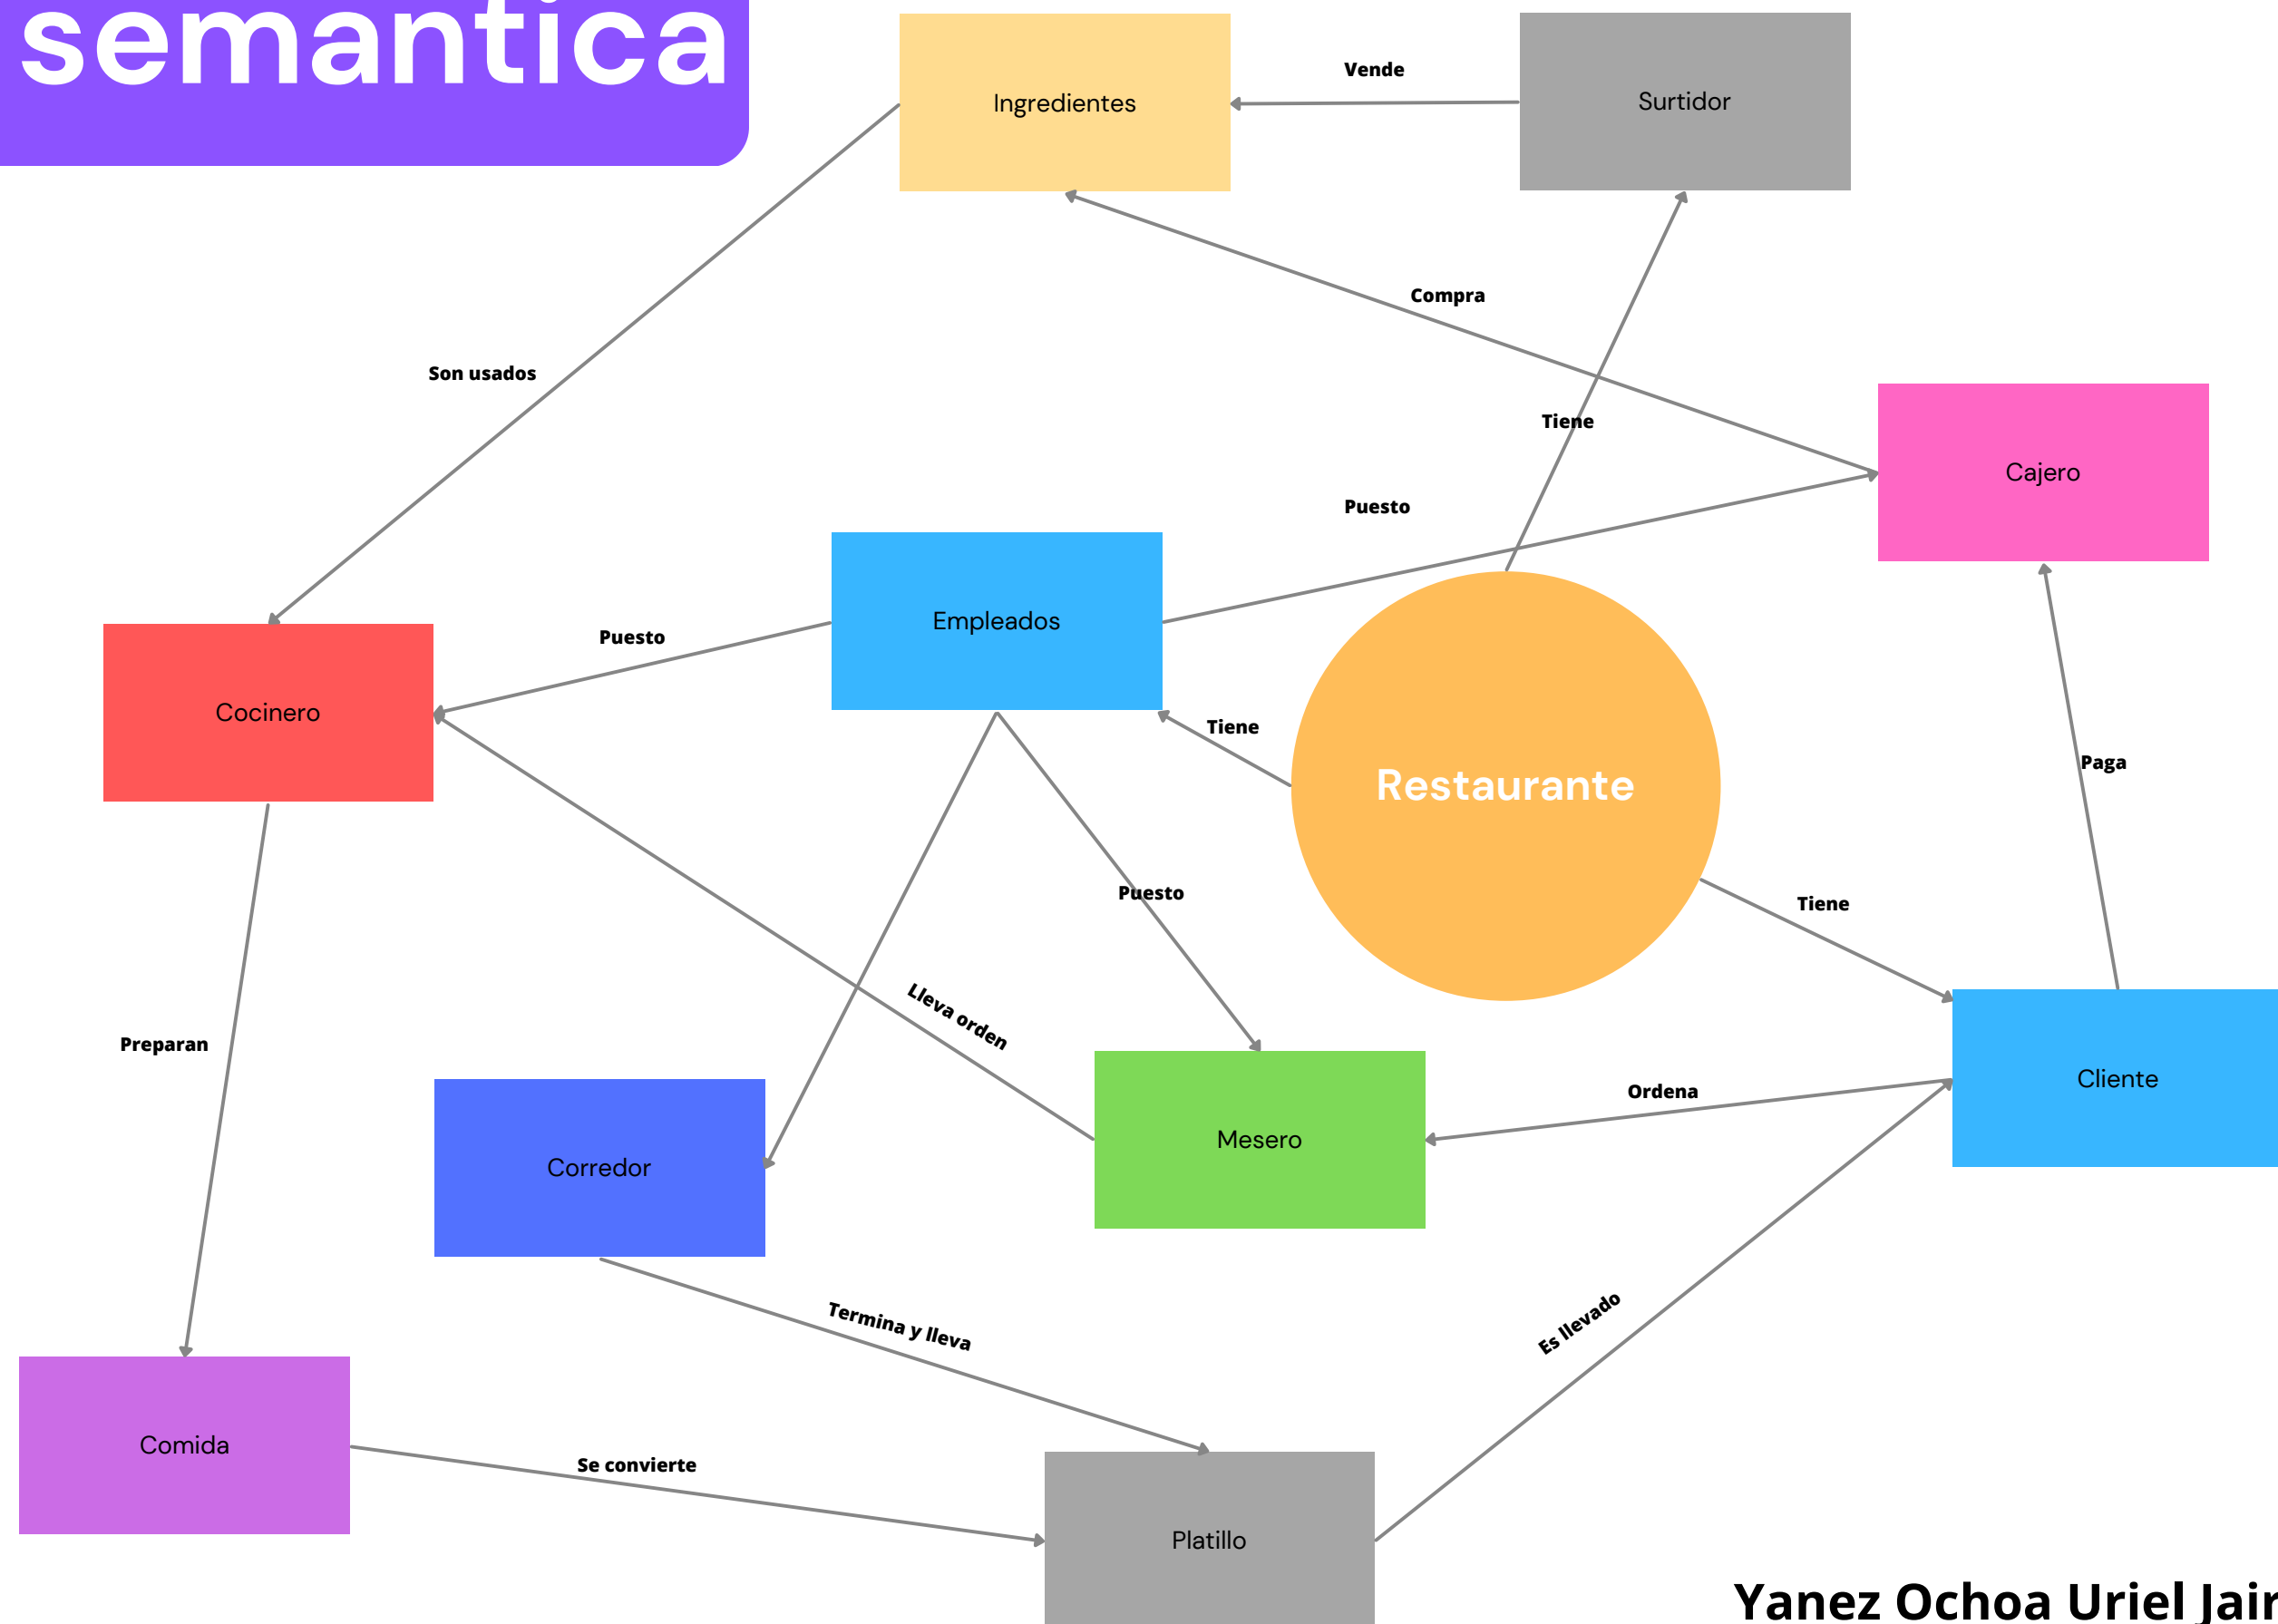 semantica
Ingredientes
Vende
Surtidor
Compra
Son usados
Tiene
Cajero
Puesto
Empleados
Puesto
Cocinero
Tiene
Restaurante
Paga
Puesto
Tiene
Lleva orden
Preparan
Cliente
Ordena
Mesero
Corredor
Es llevado
Termina y lleva
Comida
Se convierte
Platillo
Yanez Ochoa Uriel Jair